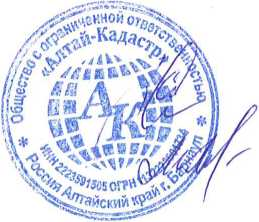 Общество с ограниченной ответственностью
«Алтай-Кадастр»
АК
ИНН 2223591505 ОГРН
Россия Алтайский край г. Барнаул